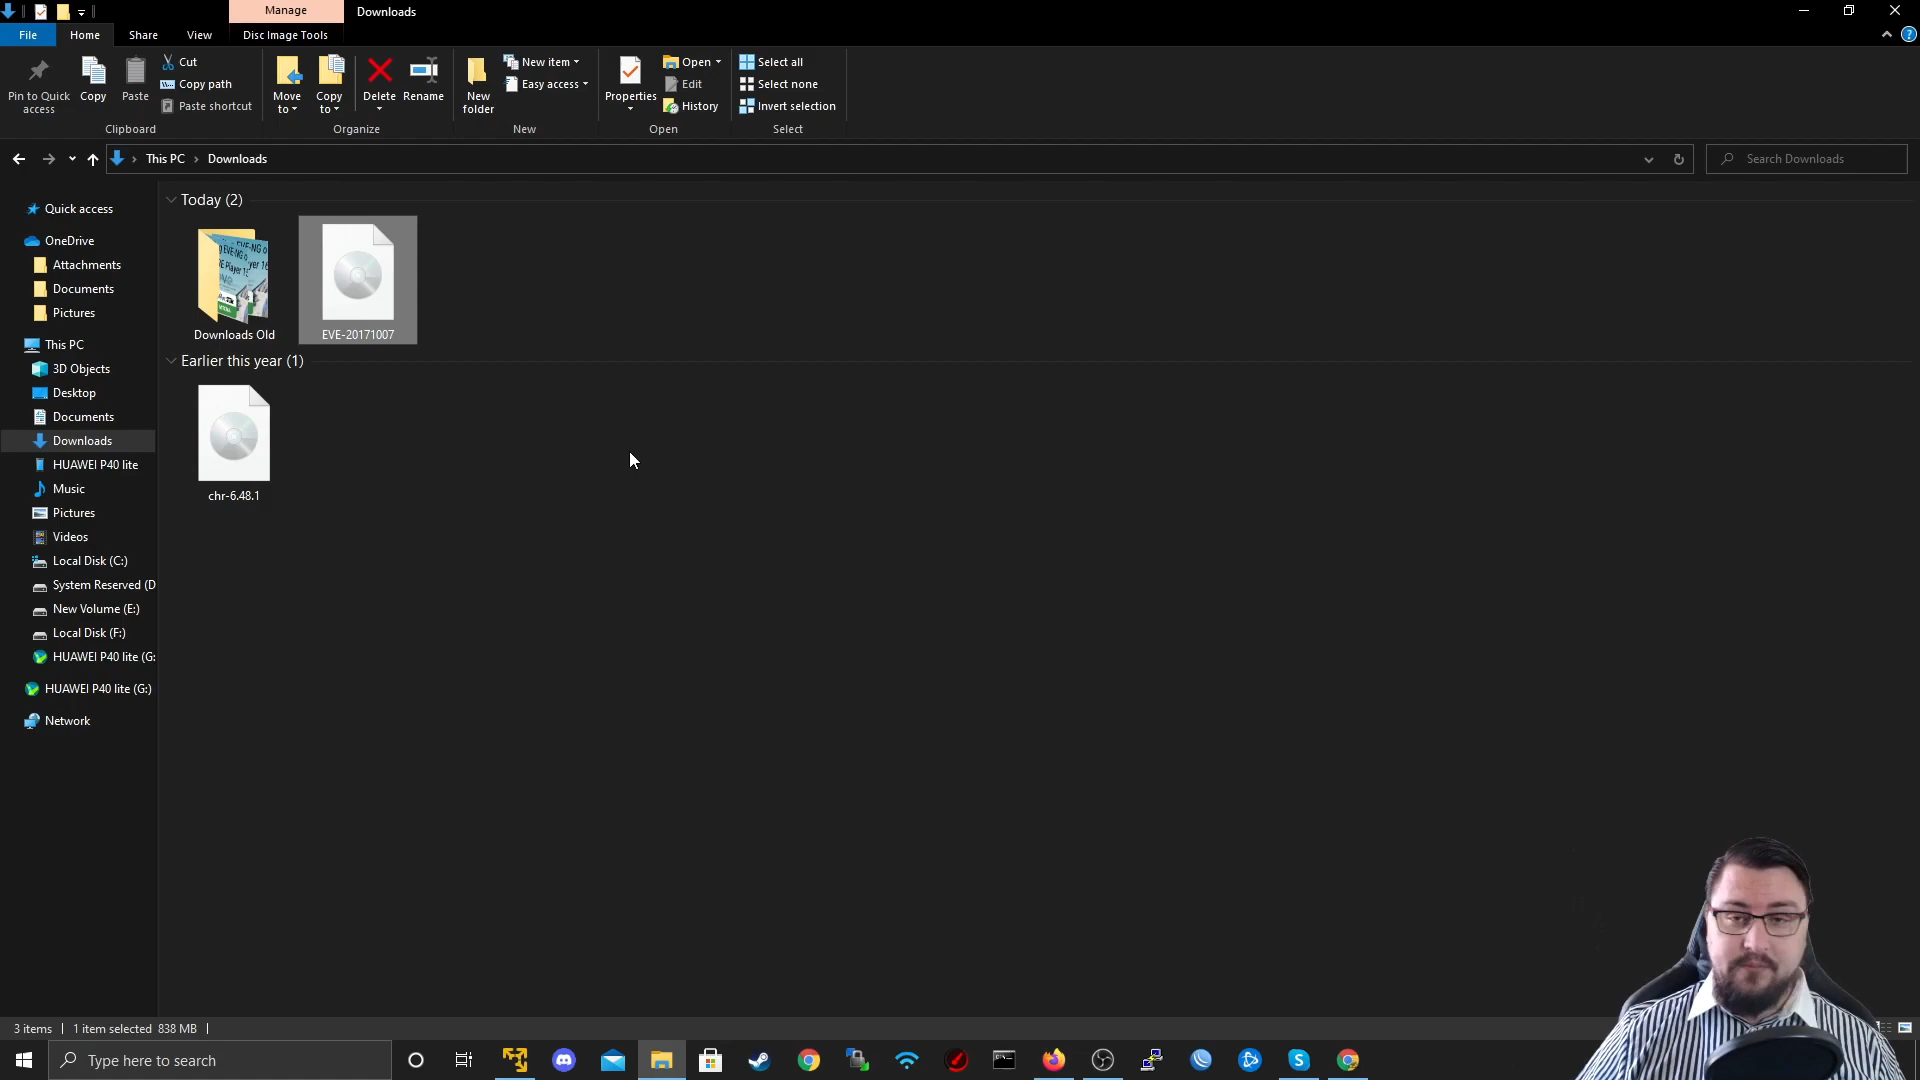 Manage
Downloads
File
Home
Share
View
Disc Image Tools
Pin to Quick access
Copy
Paste
Cut
Copy path
Paste shortcut
Clipboard
Move to
Copy to
Delete
Rename
Organize
New folder
New item
Easy access
New
Properties
Open
Edit
History
Open
Select all
Select none
Invert selection
Select
This PC
Downloads
Search Downloads
Quick access
OneDrive
Attachments
Documents
Pictures
This PC
3D Objects
Desktop
Documents
Downloads
HUAWEI P40 lite
Music
Pictures
Videos
Local Disk (C:)
System Reserved (D
New Volume (E:)
Local Disk (F:)
HUAWEI P40 lite (G:
HUAWEI P40 lite (G:)
Network
Today (2)
Downloads Old
EVE-20171007
Earlier this year (1)
chr-6.48.1
3 items
1 item selected 838 MB
Type here to search